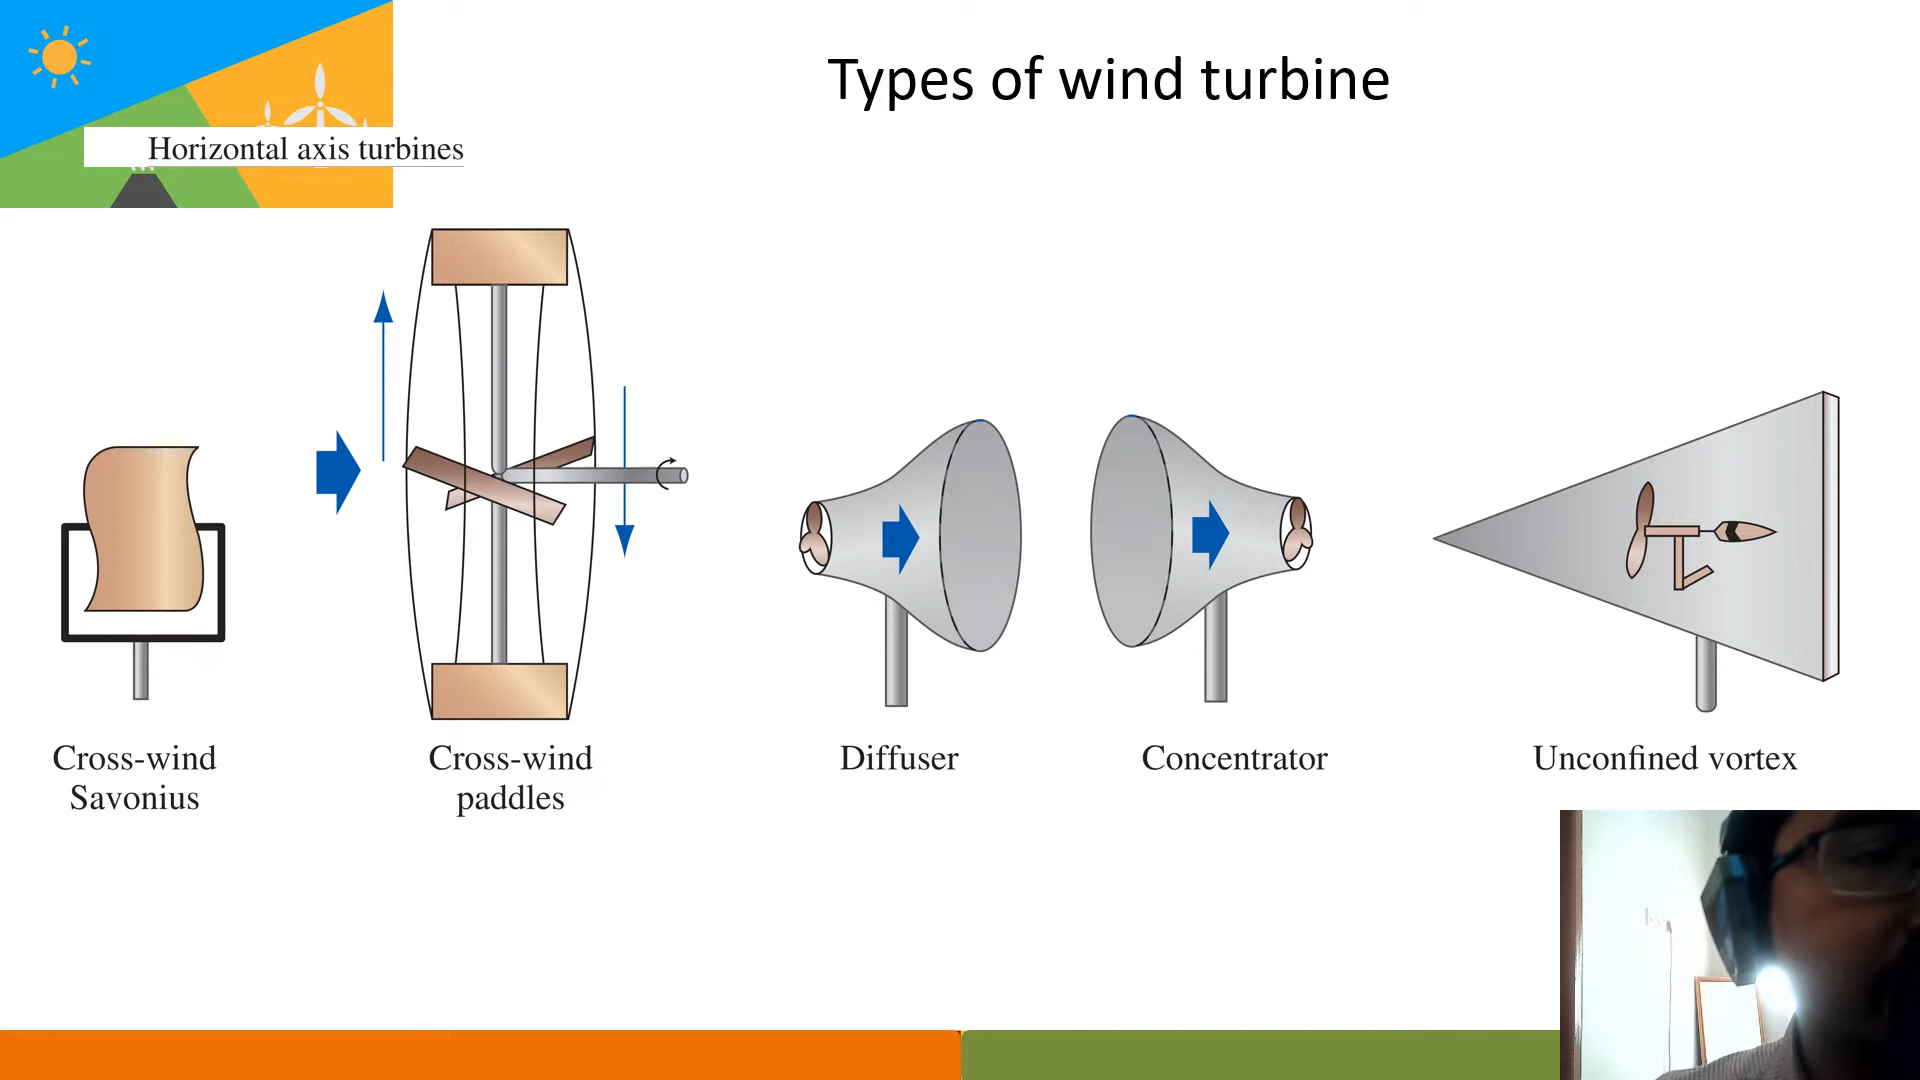 Types of wind turbine
Horizontal axis turbines
Cross-wind
Savonius
Cross-wind
paddles
Diffuser
Concentrator
Unconfined vortex